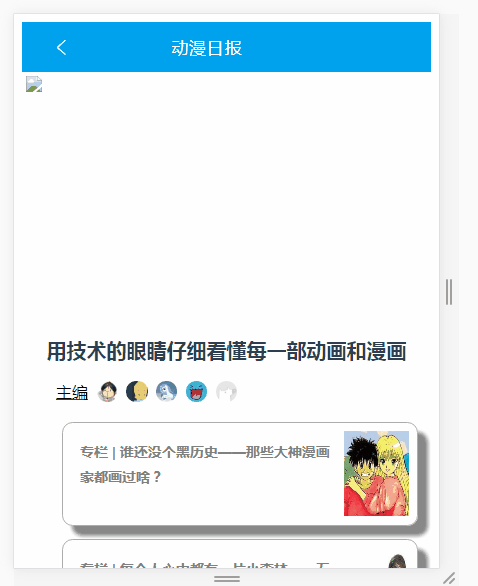 动漫日报
用技术的眼睛仔细看懂每一部动画和漫画
主编
专栏 | 谁还没个黑历史——那些大神漫画
家都画过啥？